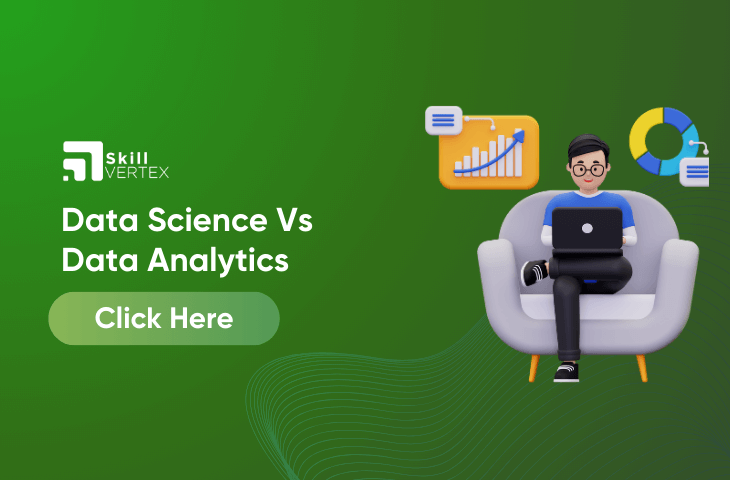 Skill
VERTEX
Data Science Vs
Data Analytics
Click Here